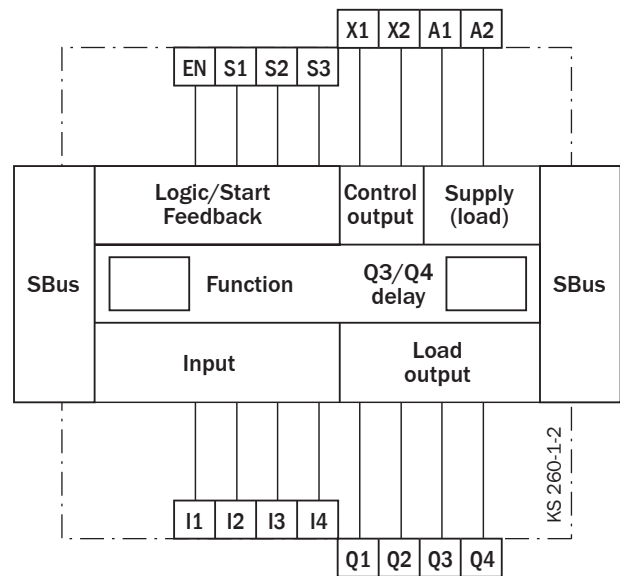 X1 X2 A1 A2
EN S1 S2 S3
Logic/Start
Feedback
Control
output
Supply
(load)
SBus
Function
Q3/Q4
delay
SBus
Input
Load
output
KS 260-1-2
I1 I2 I3 I4
Q1 Q2 Q3 Q4